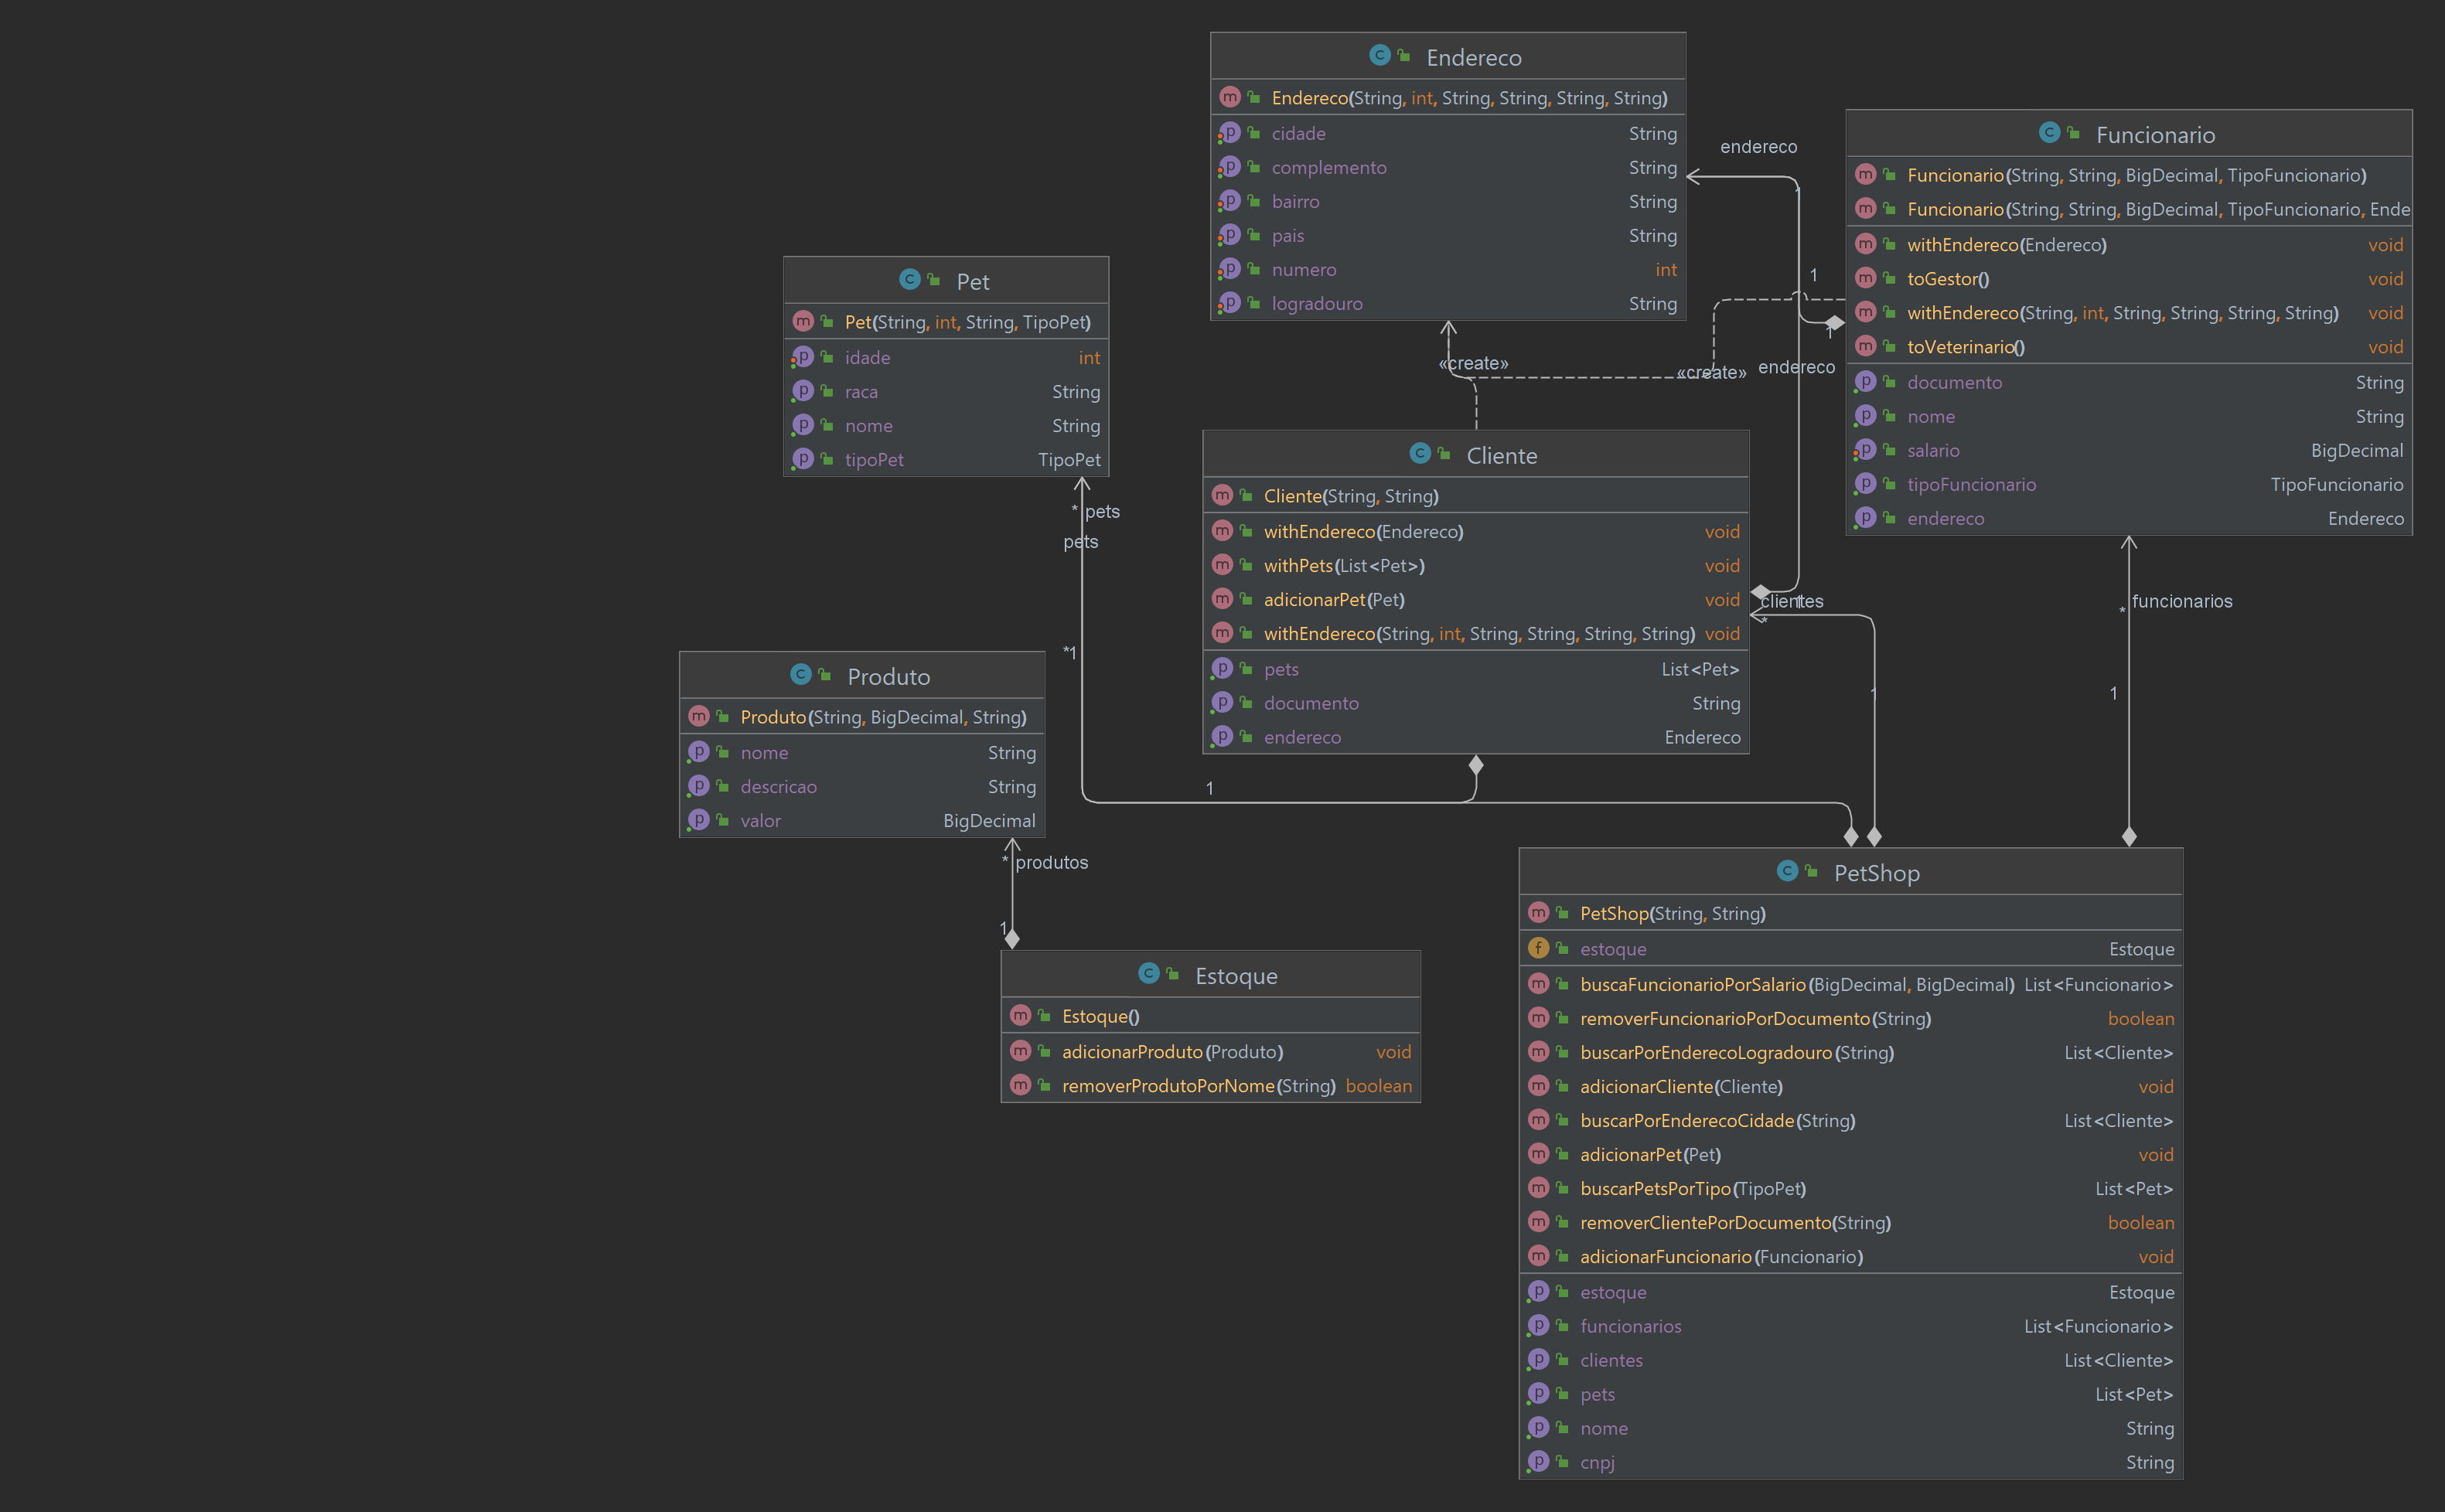 Endereco
Endereco(String, int, String, String, String, String)
cidade String
complemento String
bairro String
pais String
numero int
logradouro String
endereco
Funcionario
Funcionario(String, String, BigDecimal, TipoFuncionario)
Funcionario(String, String, BigDecimal, TipoFuncionario, Ende
withEndereco(Endereco) void
toGestor() void
withEndereco(String, int, String, String, String, String) void
toVeterinario() void
documento String
nome String
salario BigDecimal
tipoFuncionario TipoFuncionario
endereco Endereco
1
1
1
«create»
«create»
endereco
Pet
Pet(String, int, String, TipoPet)
idade int
raca String
nome String
tipoPet TipoPet
* pets
pets
*1
Cliente
Cliente(String, String)
withEndereco(Endereco) void
withPets(List<Pet>) void
adicionarPet(Pet) void
withEndereco(String, int, String, String, String, String) void
pets List<Pet>
documento String
endereco Endereco
clientes
1
*
1
* funcionarios
1
1
Produto
Produto(String, BigDecimal, String)
nome String
descricao String
valor BigDecimal
* produtos
1
Estoque
Estoque()
adicionarProduto(Produto) void
removerProdutoPorNome(String) boolean
PetShop
PetShop(String, String)
estoque Estoque
buscaFuncionarioPorSalario(BigDecimal, BigDecimal) List<Funcionario>
removerFuncionarioPorDocumento(String) boolean
buscarPorEnderecoLogradouro(String) List<Cliente>
adicionarCliente(Cliente) void
buscarPorEnderecoCidade(String) List<Cliente>
adicionarPet(Pet) void
buscarPetsPorTipo(TipoPet) List<Pet>
removerClientePorDocumento(String) boolean
adicionarFuncionario(Funcionario) void
estoque Estoque
funcionarios List<Funcionario>
clientes List<Cliente>
pets List<Pet>
nome String
cnpj String